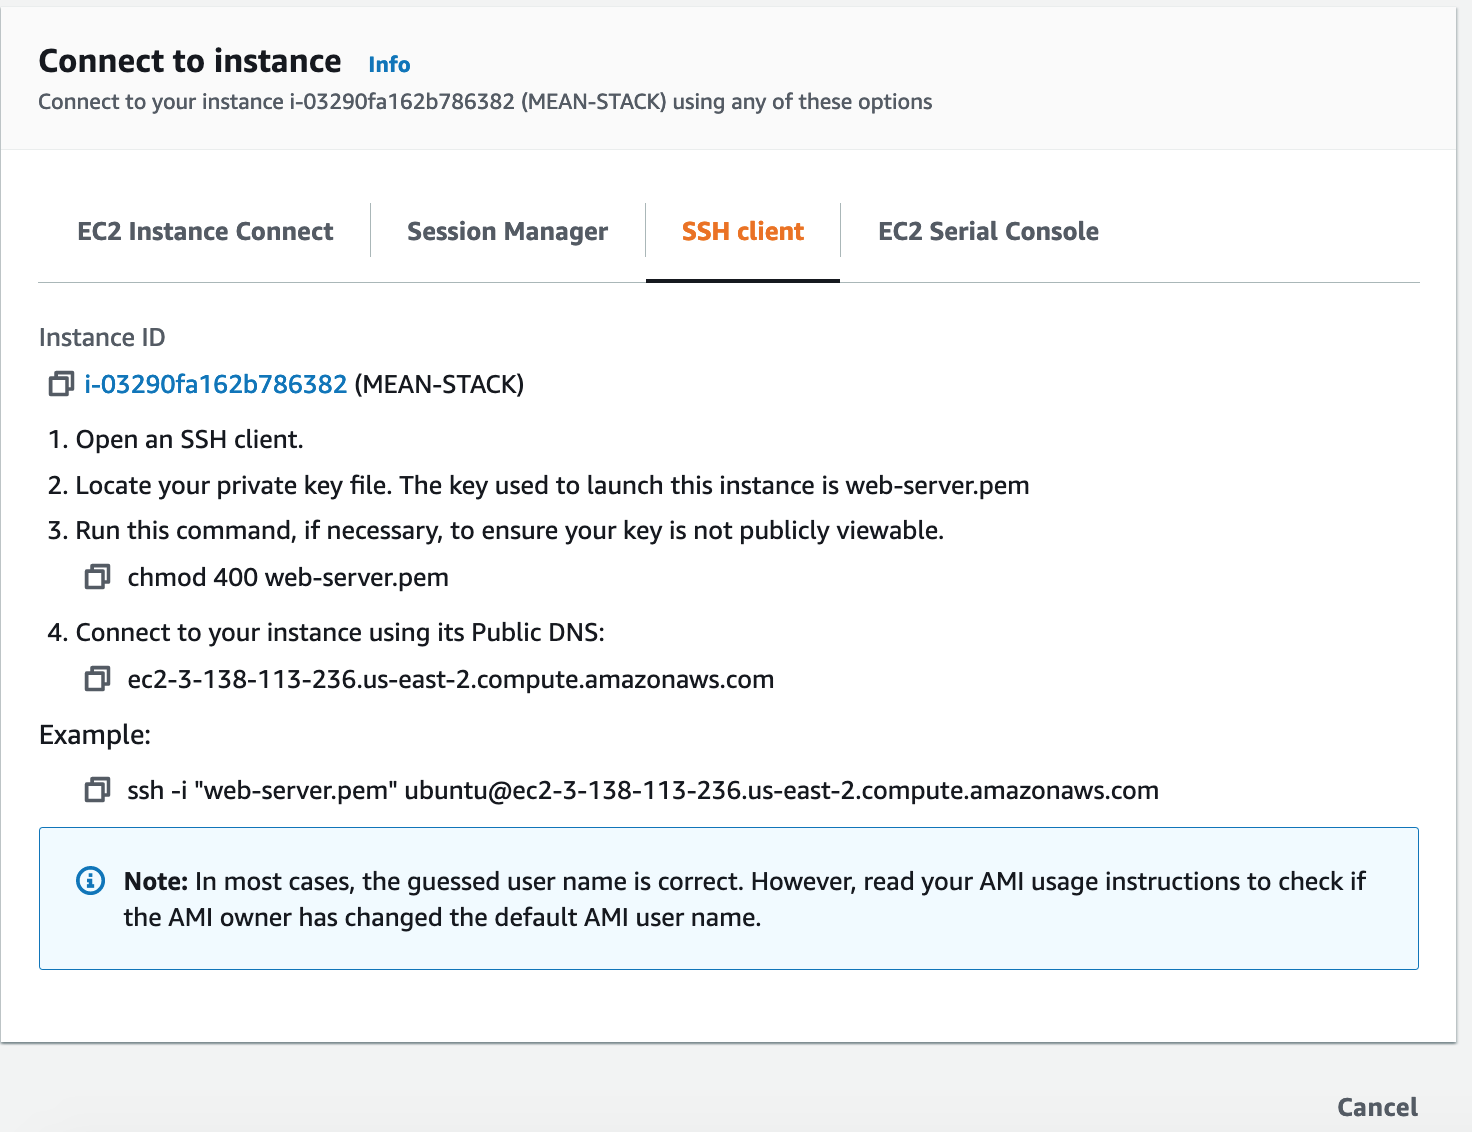 Connect to instance Info
Connect to your instance i-03290fa162b786382 (MEAN-STACK) using any of these options
EC2 Instance Connect Session Manager SSH client EC2 Serial Console
Instance ID
i-03290fa162b786382 (MEAN-STACK)
1. Open an SSH client.
2. Locate your private key file. The key used to launch this instance is web-server.pem
3. Run this command, if necessary, to ensure your key is not publicly viewable.
chmod 400 web-server.pem
4. Connect to your instance using its Public DNS:
ec2-3-138-113-236.us-east-2.compute.amazonaws.com
Example:
ssh -i "web-server.pem" ubuntu@ec2-3-138-113-236.us-east-2.compute.amazonaws.com
Note: In most cases, the guessed user name is correct. However, read your AMI usage instructions to check if
the AMI owner has changed the default AMI user name.
Cancel